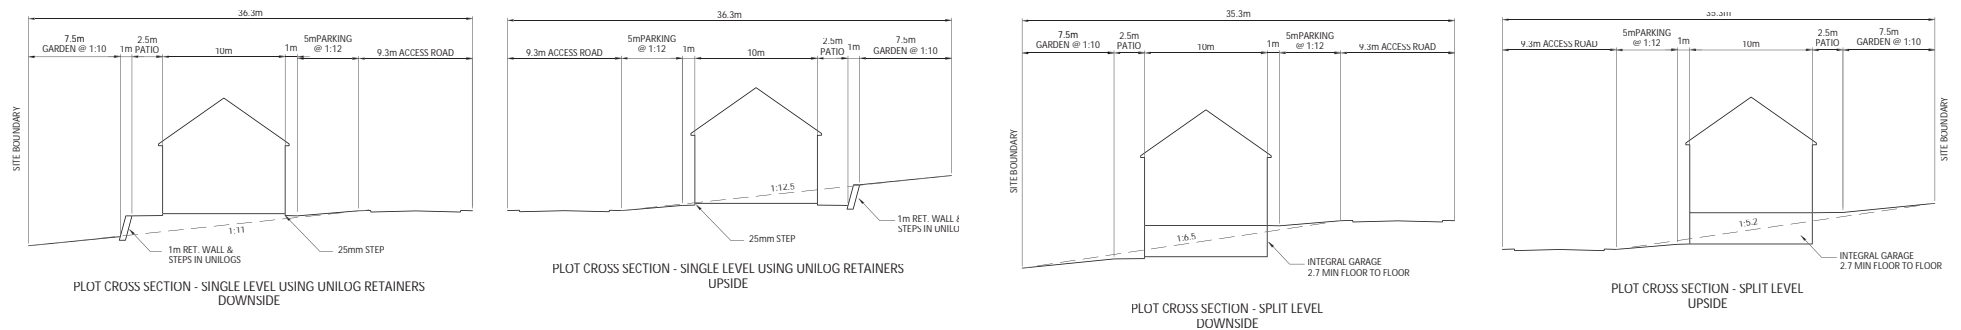 36.3m
7.5m
GARDEN @ 1:10
1m
2.5m
PATIO
10m
1m
5mPARKING
@ 1:12
9.3m ACCESS ROAD
SITE BOUNDARY
1:11
1m RET. WALL &
STEPS IN UNILOGS
25mm STEP
PLOT CROSS SECTION - SINGLE LEVEL USING UNILOG RETAINERS
DOWNSIDE
36.3m
9.3m ACCESS ROAD
5mPARKING
@ 1:12
1m
10m
2.5m
PATIO
1m
7.5m
GARDEN @ 1:10
1:12.5
1m RET. WALL &
STEPS IN UNILO
25mm STEP
PLOT CROSS SECTION - SINGLE LEVEL USING UNILOG RETAINERS
UPSIDE
35.3m
7.5m
GARDEN @ 1:10
2.5m
PATIO
10m
1m
5mPARKING
@ 1:12
9.3m ACCESS ROAD
SITE BOUNDARY
1:6.5
INTEGRAL GARAGE
2.7 MIN FLOOR TO FLOOR
PLOT CROSS SECTION - SPLIT LEVEL
DOWNSIDE
35.3m
9.3m ACCESS ROAD
5mPARKING
@ 1:12
1m
10m
2.5m
PATIO
7.5m
GARDEN @ 1:10
SITE BOUNDARY
1:5.2
INTEGRAL GARAGE
2.7 MIN FLOOR TO FLOOR
PLOT CROSS SECTION - SPLIT LEVEL
UPSIDE